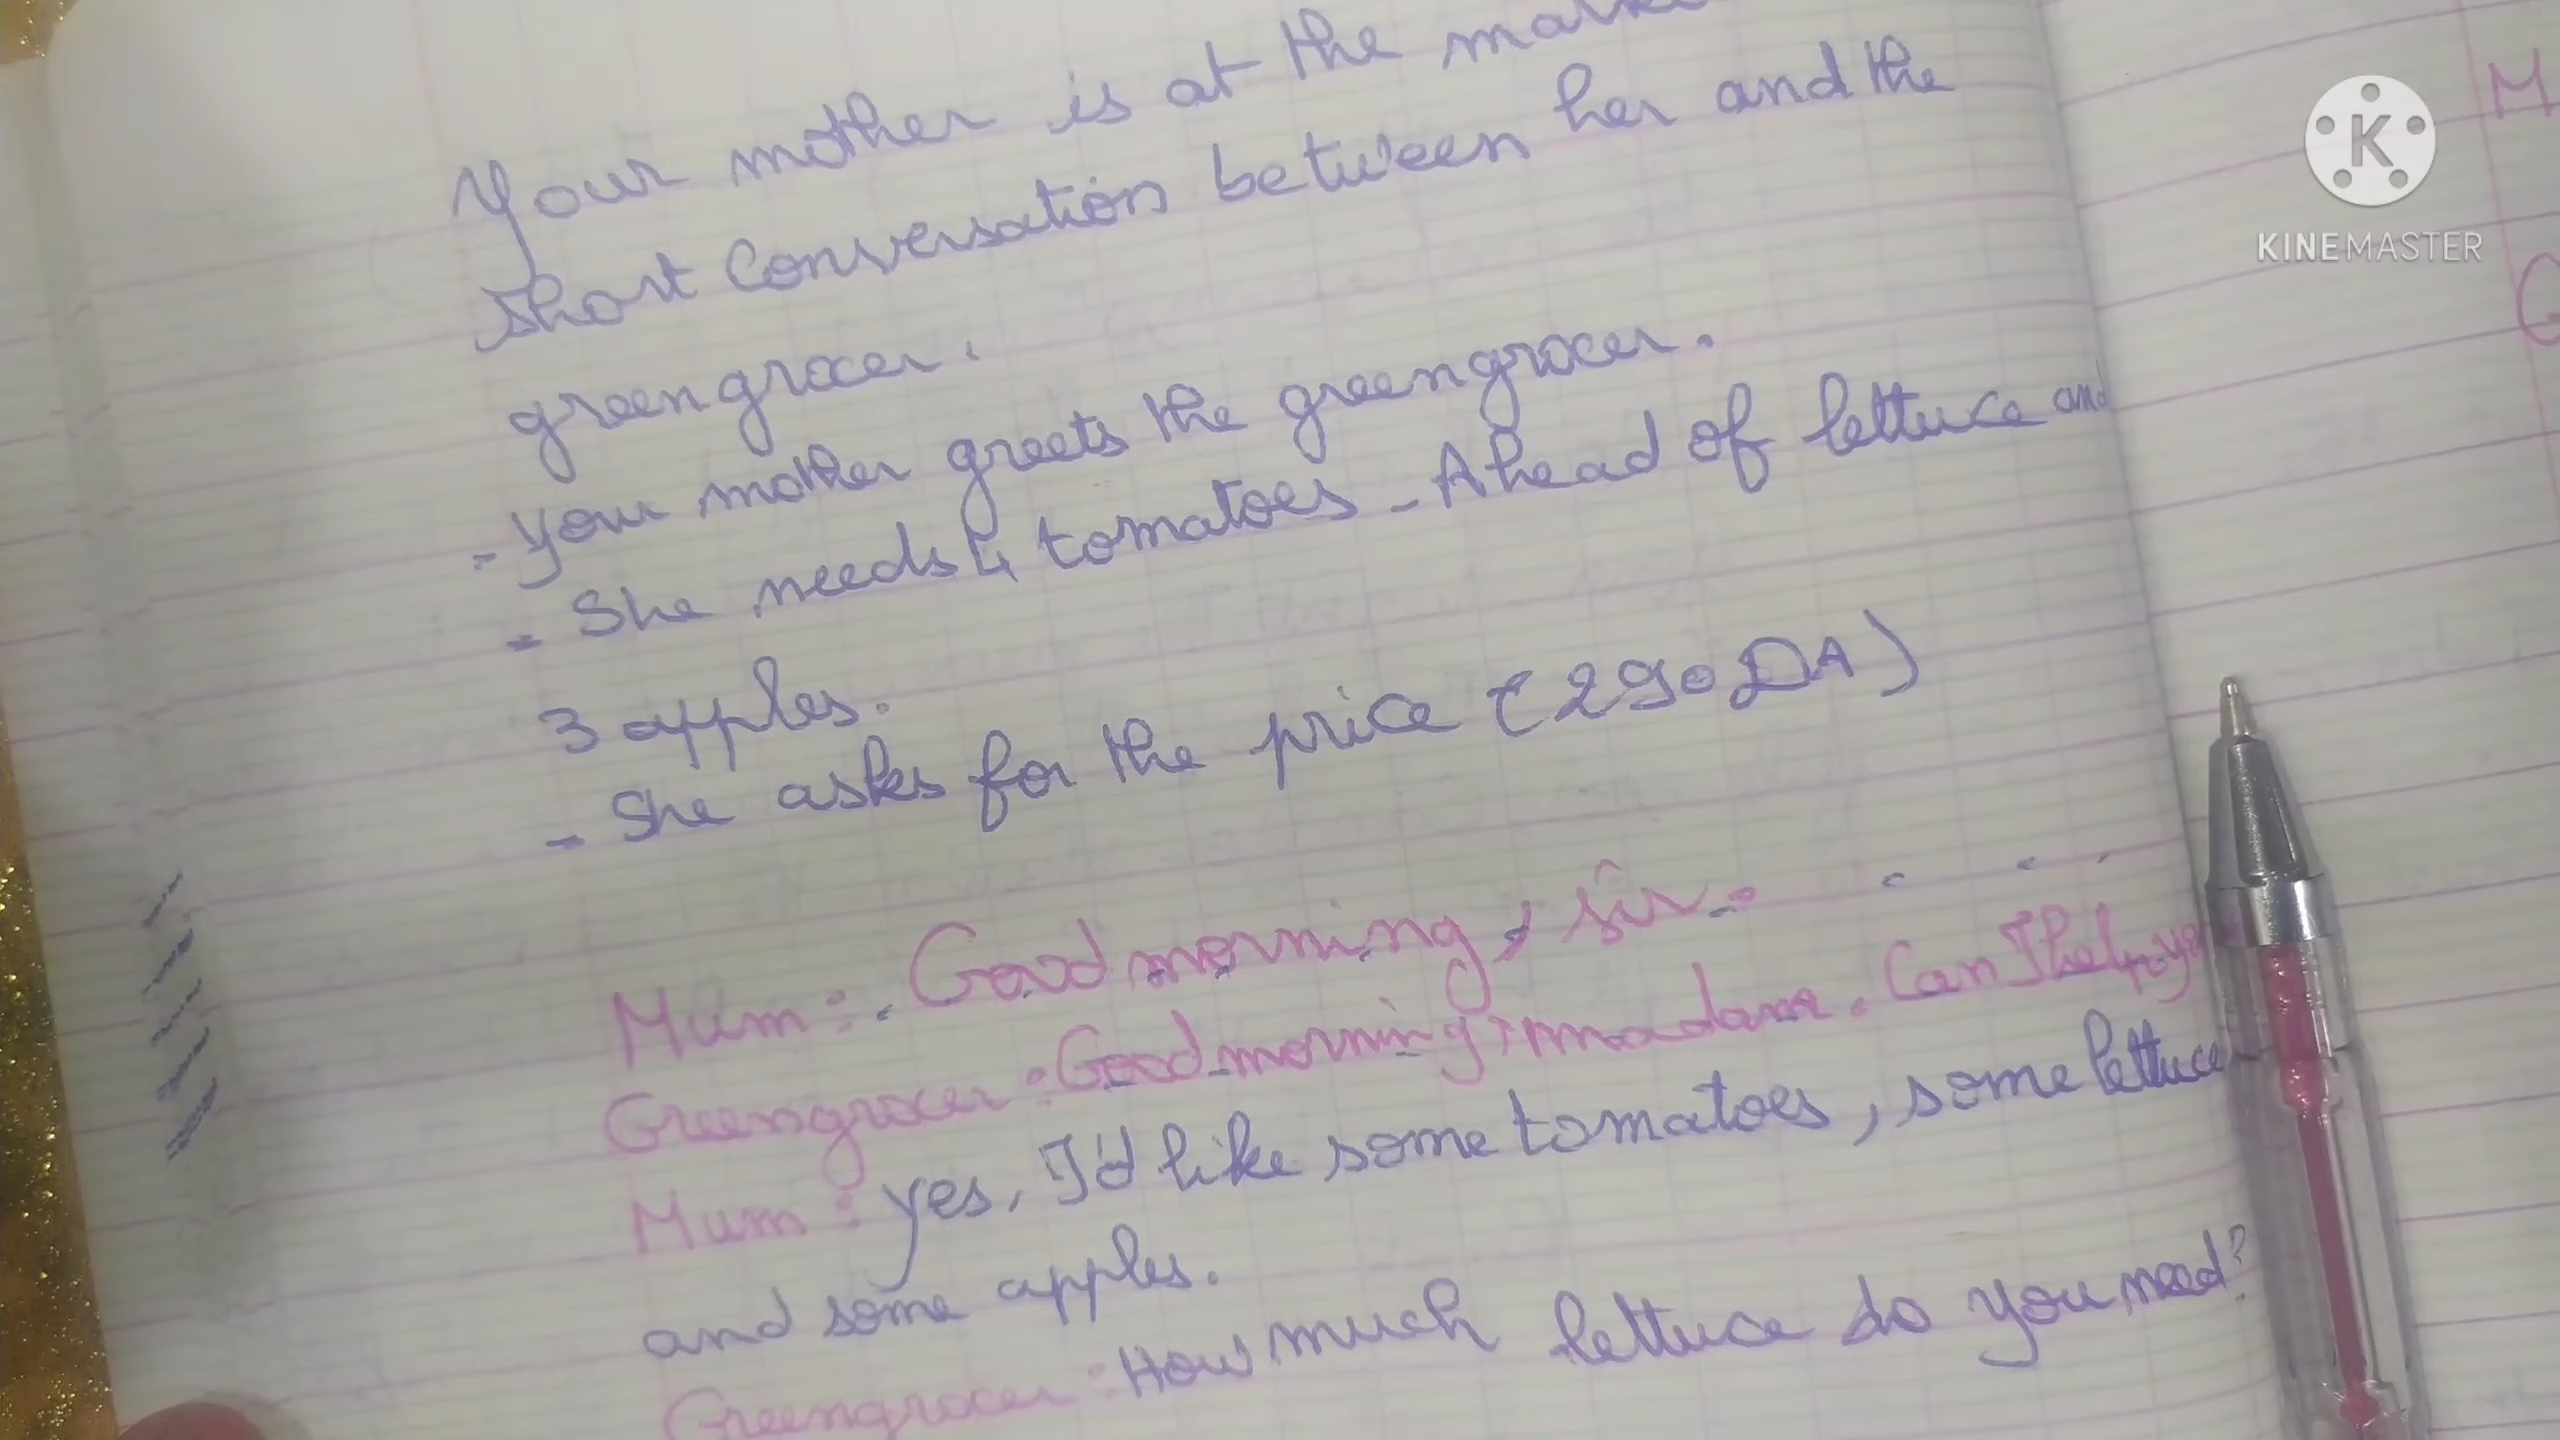 Your mother is at the
short conversation between her and the
greengrocer.
- your mother greets the greengrocer.
- She needs 4 tomatoes - A head of lettuce and
3 apples.
- She asks for the price (290 DA)
Mum: Good morning, sir.
Greengrocer: Good morning, madam. Can I help
Mum: yes, I'd like some tomatoes, some lettuce
and some apples.
Greengrocer: How much lettuce do you need?
M
G
K
KINEMASTER